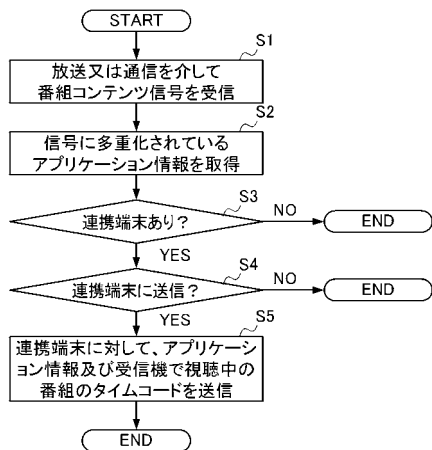 START
S1
放送又は通信を介して
番組コンテンツ信号を受信
S2
信号に多重化されている
アプリケーション情報を取得
S3
連携端末あり?
NO
END
YES
S4
連携端末に送信?
NO
END
YES
S5
連携端末に対して、アプリケーシ
ョン情報及び受信機で視聴中の
番組のタイムコードを送信
END